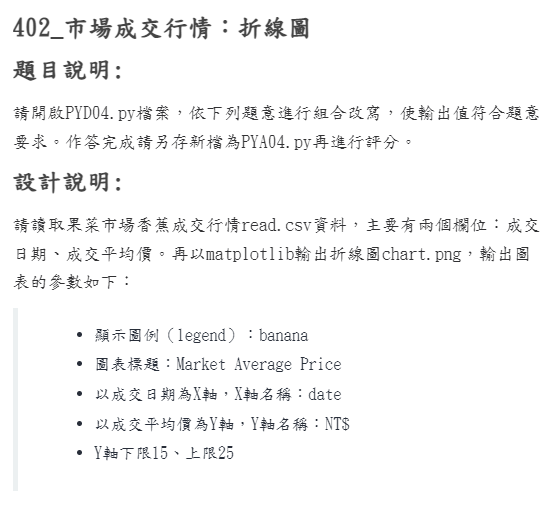 402_市場成交行情：折線圖
題目說明:
請開啟PYD04.py檔案，依下列題意進行組合改寫，使輸出值符合題意
要求。作答完成請另存新檔為PYA04.py再進行評分。
設計說明:
請讀取果菜市場香蕉成交行情read.csv資料，主要有兩個欄位：成交
日期、成交平均價。再以matplotlib輸出折線圖chart.png，輸出圖
表的參數如下：
• 顯示圖例（legend）：banana
• 圖表標題：Market Average Price
• 以成交日期為X軸，X軸名稱：date
• 以成交平均價為Y軸，Y軸名稱：NT$
• Y軸下限15、上限25